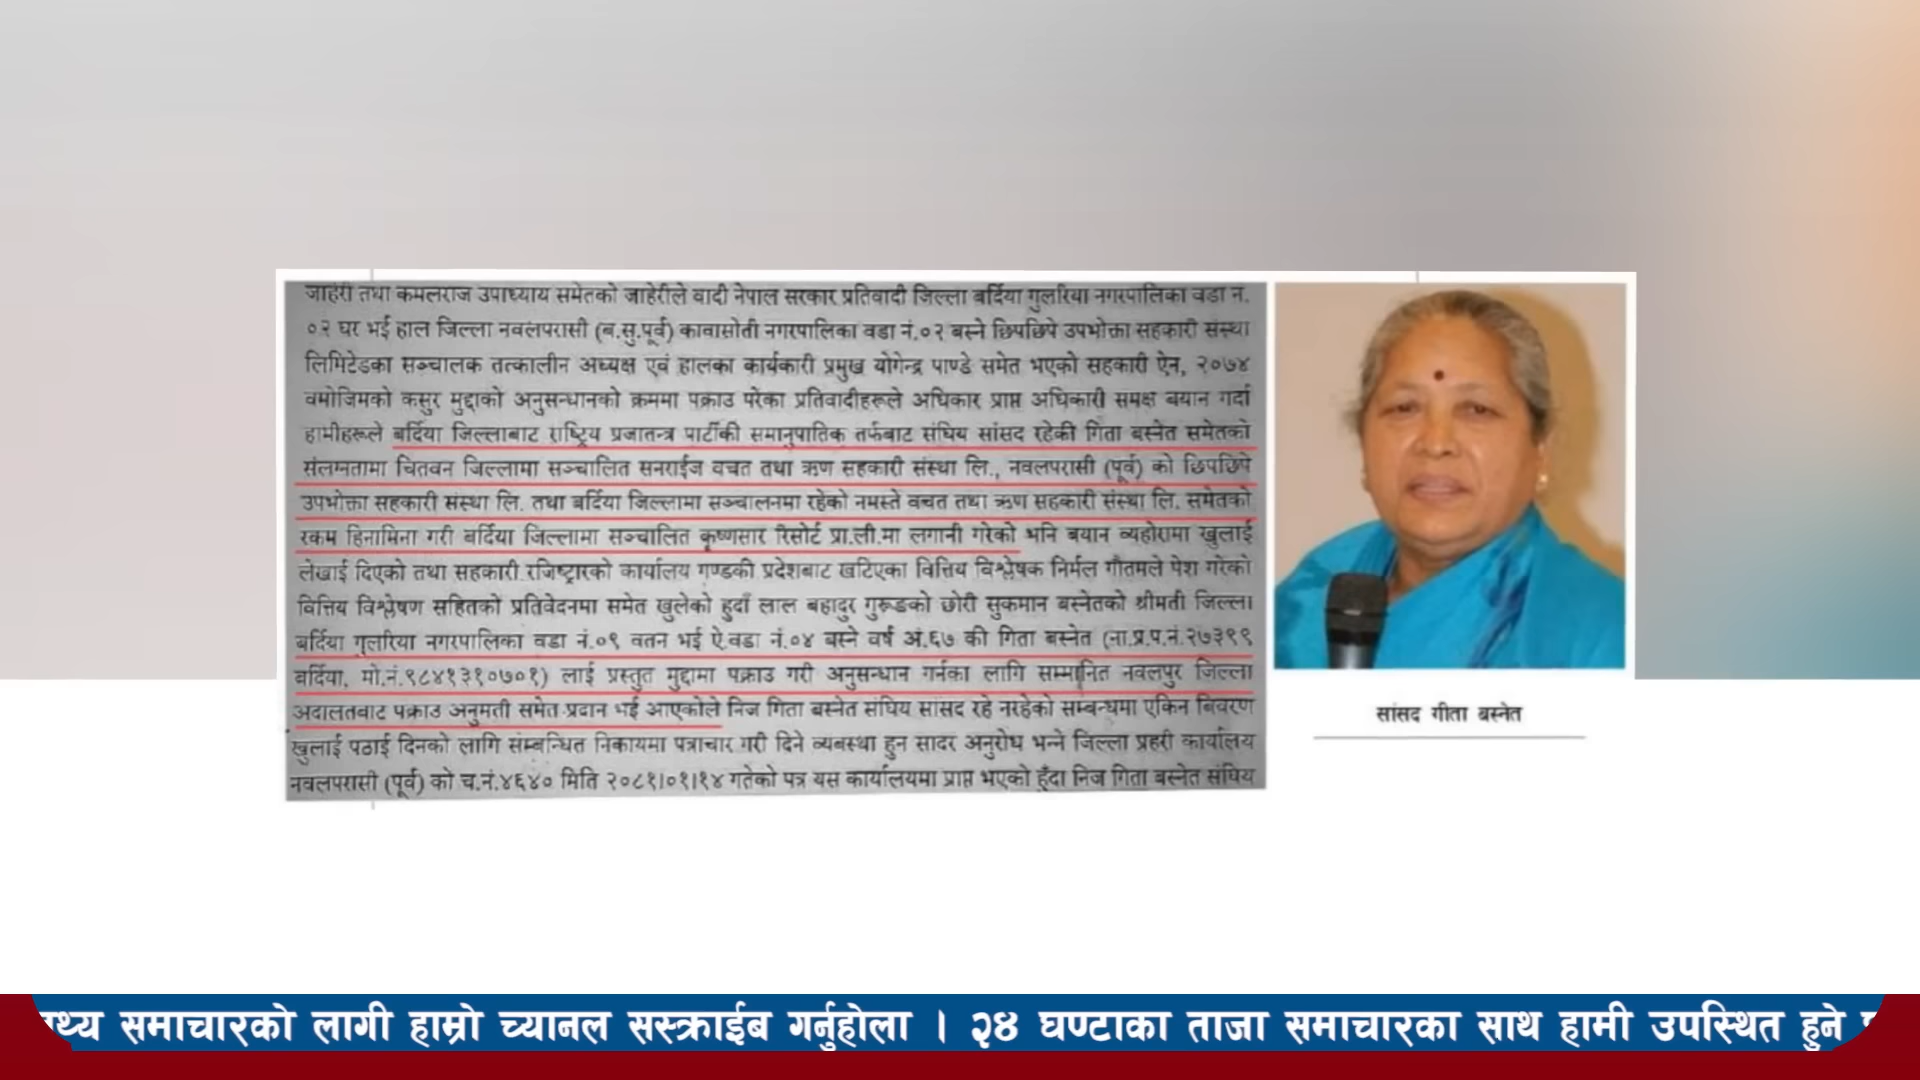 जाहेरी तथा कमलराज उपाध्याय समेतको जाहेरीले वादी नेपाल सरकार प्रतिवादी जिल्ला बर्दिया गुलरिया नगरपालिका वडा नं.
०२ घर भई हाल जिल्ला नवलपरासी (ब.सु.पूर्व) कावासोती नगरपालिका वडा नं.०२ बस्ने छिपछिपे उपभोक्ता सहकारी संस्था
लिमिटेडका सञ्चालक तत्कालीन अध्यक्ष एवं हालका कार्यकारी प्रमुख योगेन्द्र पाण्डे समेत भएको सहकारी ऐन, २०७४
वमोजिमको कसुर मुद्दाको अनुसन्धानको क्रममा पक्राउ परेका प्रतिवादीहरूले अधिकार प्राप्त अधिकारी समक्ष बयान गर्दा
हामीहरूले बर्दिया जिल्लाबाट राष्ट्रिय प्रजातन्त्र पार्टीकी समानुपातिक तर्फबाट संघिय सांसद रहेकी गिता बस्नेत समेतको
संलग्नतामा चितवन जिल्लामा सञ्चालित सनराईज वचत तथा ऋण सहकारी संस्था लि., नवलपरासी (पूर्व) को छिपछिपे
उपभोक्ता सहकारी संस्था लि. तथा बर्दिया जिल्लामा सञ्चालनमा रहेको नमस्ते वचत तथा ऋण सहकारी संस्था लि. समेतको
रकम हिनामिना गरी बर्दिया जिल्लामा सञ्चालित कृष्णसार रिसोर्ट प्रा.ली.मा लगानी गरेको भनि बयान व्यहोरामा खुलाई
लेखाई दिएको तथा सहकारी रजिष्ट्रारको कार्यालय गण्डकी प्रदेशबाट खटिएका वित्तिय विश्लेषक निर्मल गौतमले पेश गरेको
वित्तिय विश्लेषण सहितको प्रतिवेदनमा समेत खुलेको हुदाँ लाल बहादुर गुरूङको छोरी सुकमान बस्नेतको श्रीमती जिल्ला
बर्दिया गुलरिया नगरपालिका वडा नं.०९ वतन भई ऐ.वडा नं.०४ बस्ने वर्ष अं.६७ की गिता बस्नेत (ना.प्र.प.नं.२७३९९
बर्दिया, मो.नं.९८४१३१०७०१) लाई प्रस्तुत मुद्दामा पक्राउ गरी अनुसन्धान गर्नका लागि सम्मानित नवलपुर जिल्ला
अदालतवाट पक्राउ अनुमती समेत प्रदान भई आएकोले निज गिता बस्नेत संघिय सांसद रहे नरहेको सम्बन्धमा एकिन बिवरण
खुलाई पठाई दिनको लागि संम्बन्धित निकायमा पत्राचार गरी दिने व्यबस्था हुन सादर अनुरोध भन्ने जिल्ला प्रहरी कार्यालय
नवलपरासी (पूर्व) को च.नं.४६४० मिति २०८१।०१।१४ गतेको पत्र यस कार्यालयमा प्राप्त भएको हुँदा निज गिता बस्नेत संघिय
सांसद गीता बस्नेत
तथ्य समाचारको लागी हाम्रो च्यानल सस्क्राईब गर्नुहोला । २४ घण्टाका ताजा समाचारका साथ हामी उपस्थित हुने